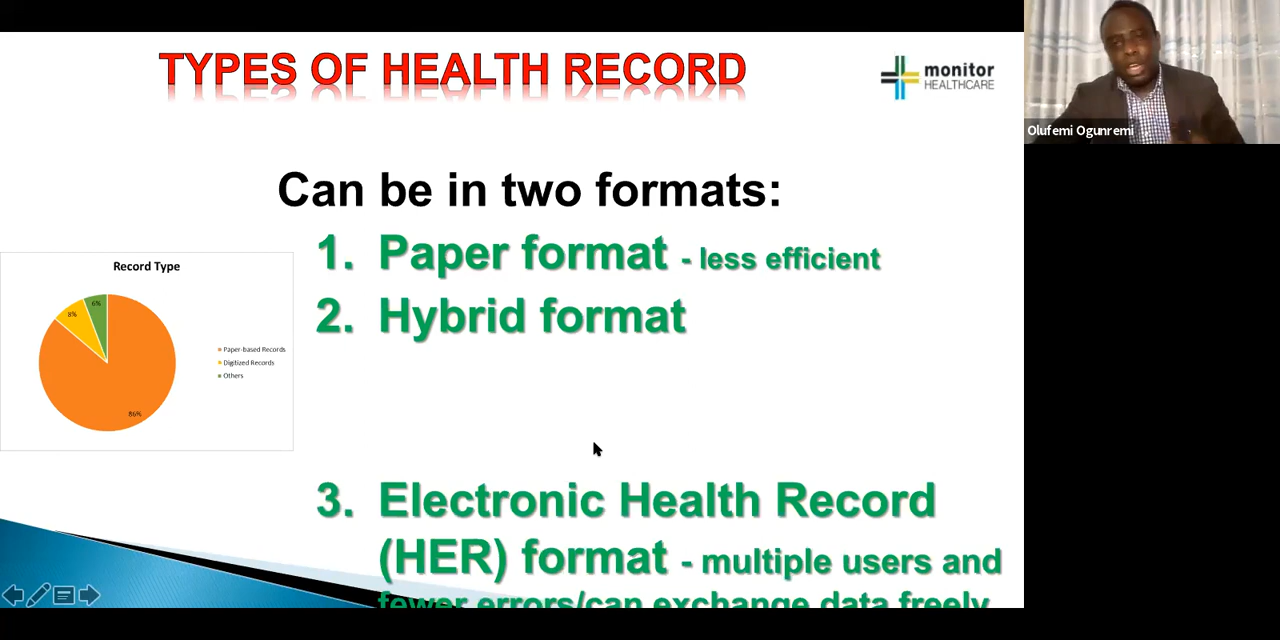 TYPES OF HEALTH RECORD
monitor
HEALTHCARE
Olufemi Ogunremi
Can be in two formats:
1. Paper format - less efficient
2. Hybrid format
Record Type
6%
8%
86%
Paper-based Records
Digitized Records
Others
3. Electronic Health Record
(HER) format - multiple users and
fewer errors/can exchange data freely